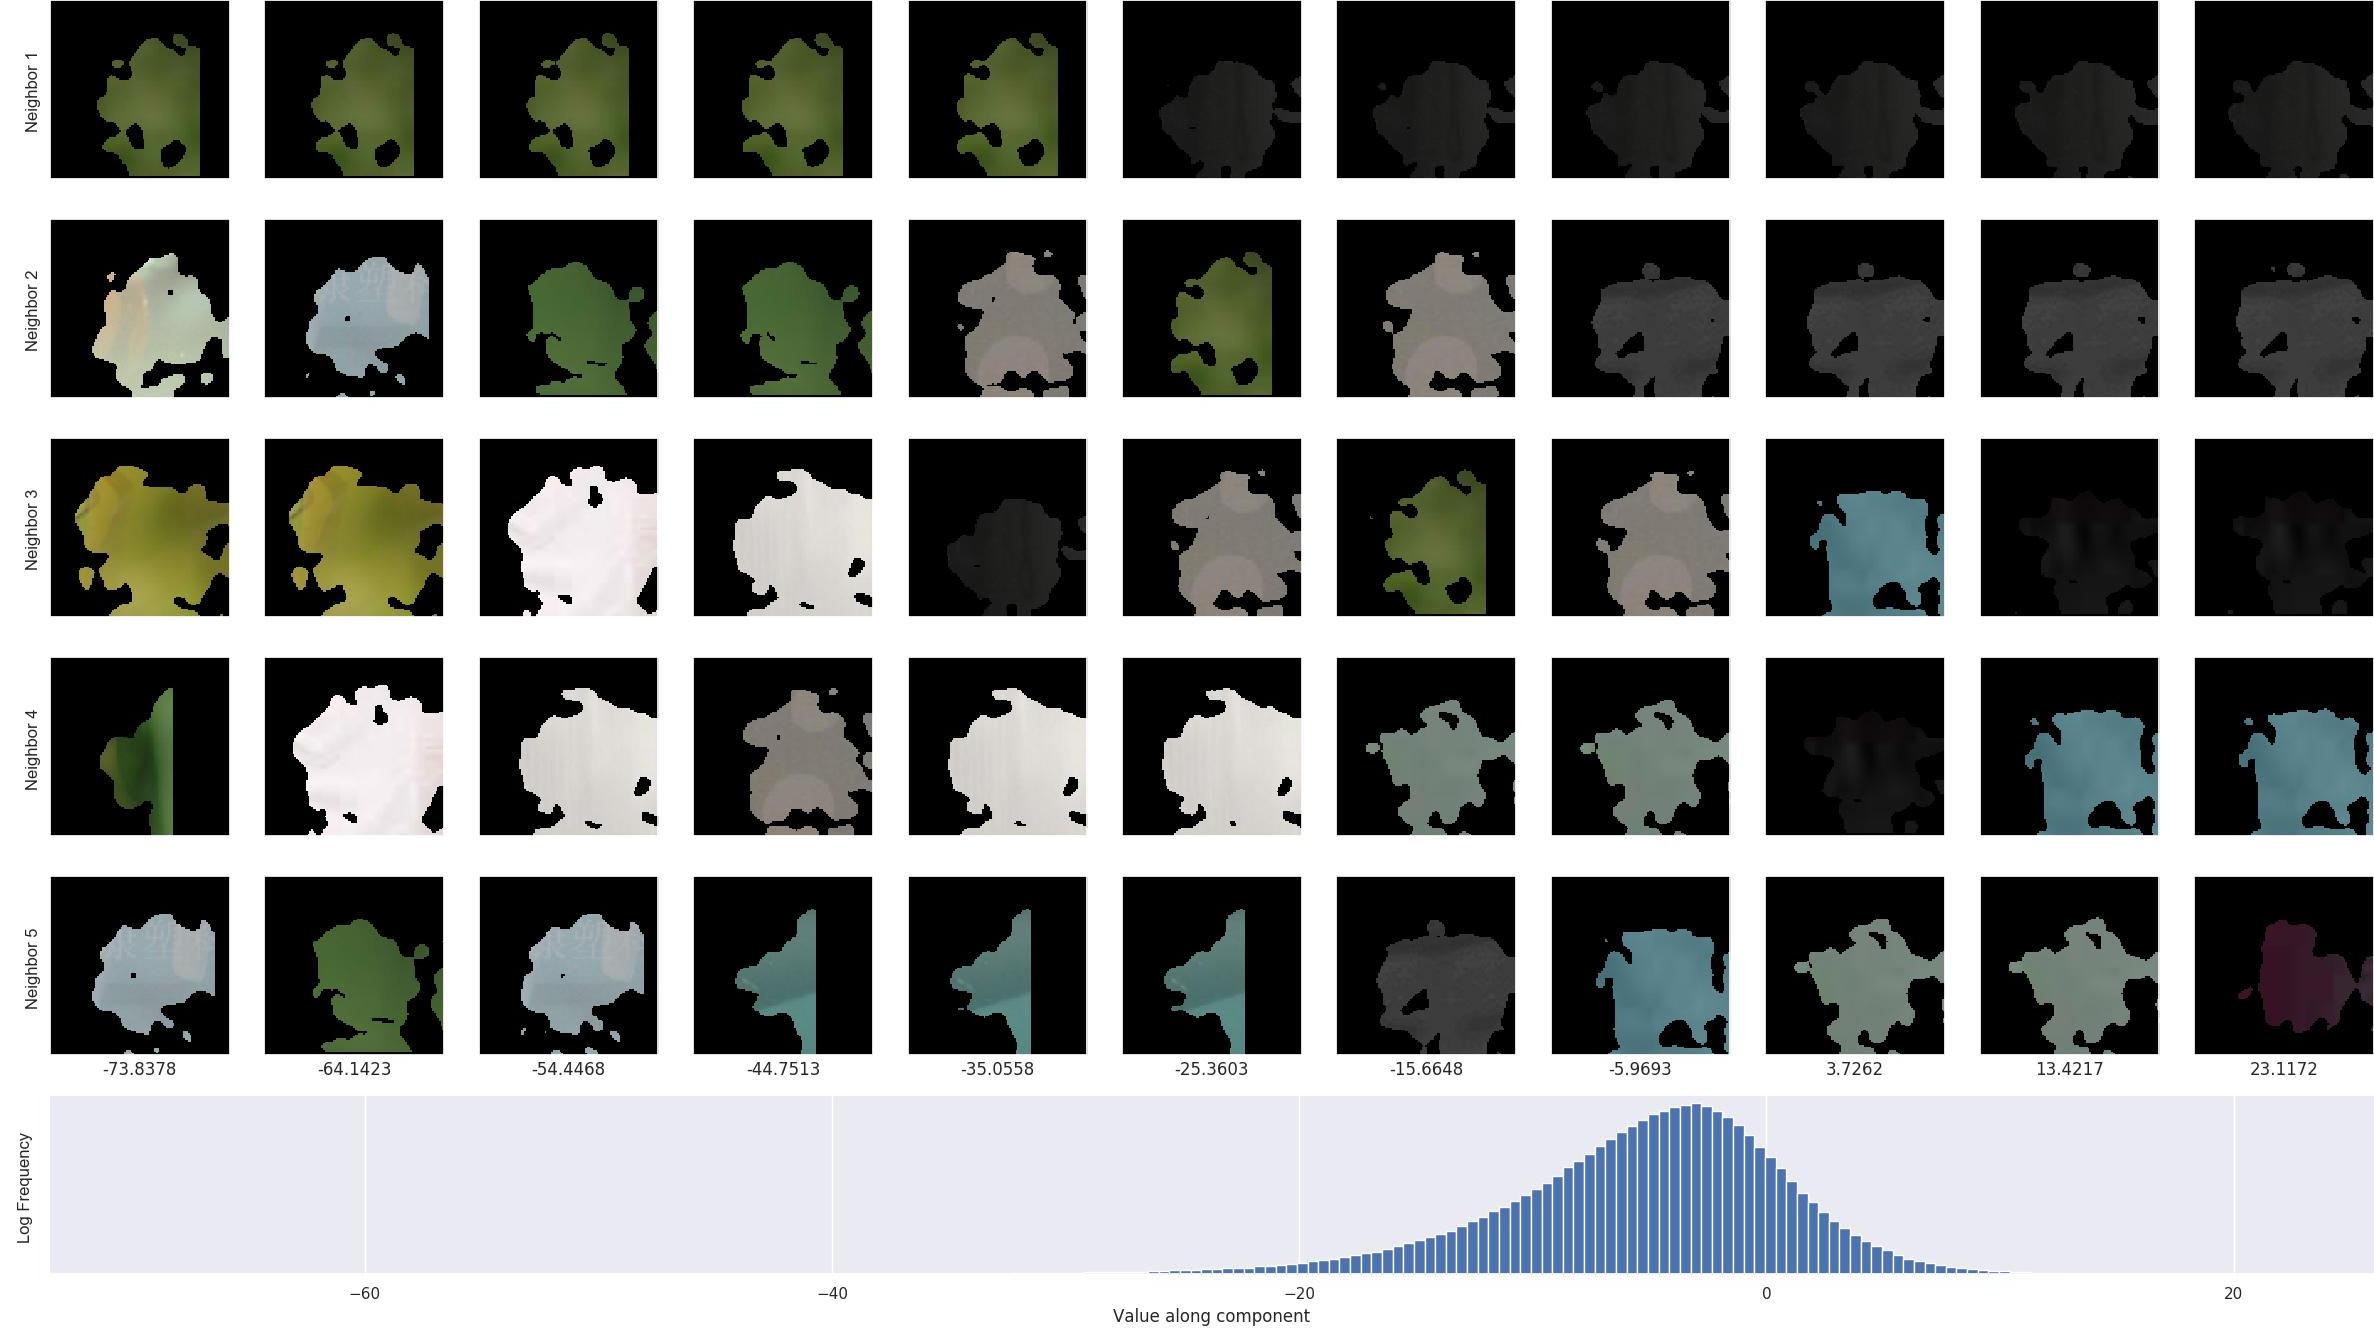 Neighbor 1
Neighbor 2
Neighbor 3
Neighbor 4
Neighbor 5
-73.8378 -64.1423 -54.4468 -44.7513 -35.0558 -25.3603 -15.6648 -5.9693 3.7262 13.4217 23.1172
Log Frequency
−60 −40 −20 0 20
Value along component